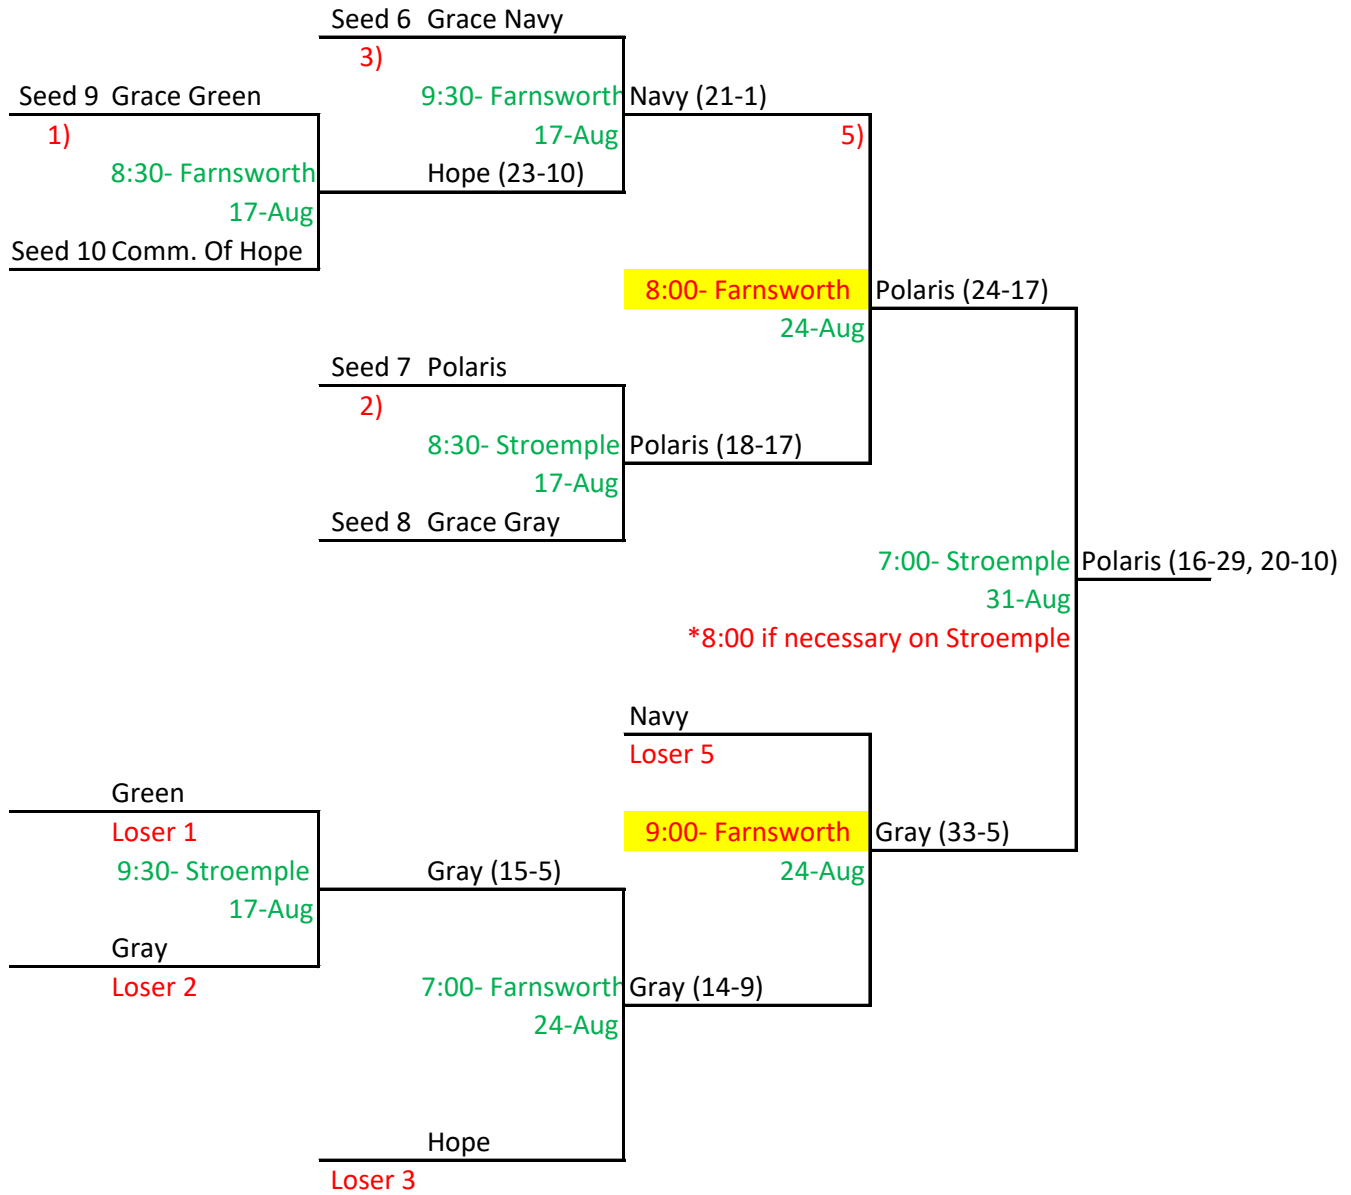 Seed 6 Grace Navy
3)
Seed 9 Grace Green
9:30- Farnsworth
Navy (21-1)
1)
17-Aug
5)
8:30- Farnsworth
Hope (23-10)
17-Aug
Seed 10 Comm. Of Hope
8:00- Farnsworth
Polaris (24-17)
24-Aug
Seed 7 Polaris
2)
8:30- Stroemple
Polaris (18-17)
17-Aug
Seed 8 Grace Gray
7:00- Stroemple
Polaris (16-29, 20-10)
31-Aug
*8:00 if necessary on Stroemple
Navy
Loser 5
Green
Loser 1
9:00- Farnsworth
Gray (33-5)
9:30- Stroemple
Gray (15-5)
24-Aug
17-Aug
Gray
Loser 2
7:00- Farnsworth
Gray (14-9)
24-Aug
Hope
Loser 3